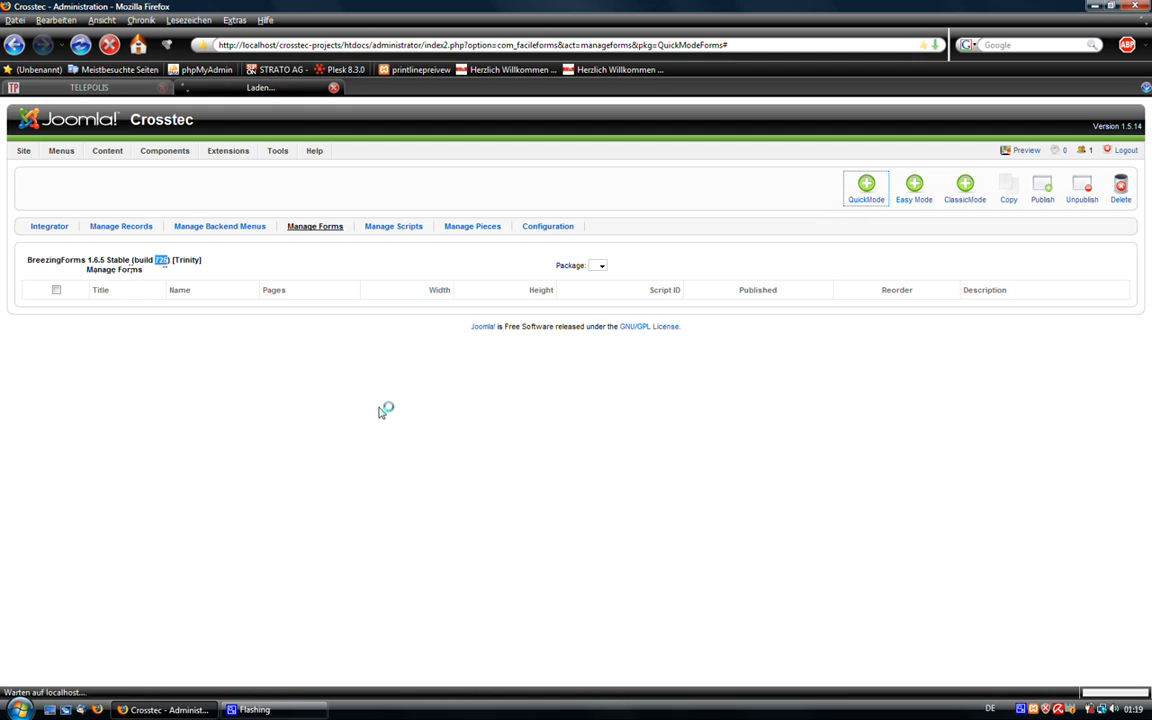 Crosstec - Administration - Mozilla Firefox
Datei Bearbeiten Ansicht Chronik Lesezeichen Extras Hilfe
http://localhost/crosstec-projects/htdocs/administrator/index2.php?option=com_facileforms&act=manageforms&pkg=QuickModeForms#
Google
ABP
(Unbenannt) Meistbesuchte Seiten phpMyAdmin STRATO AG - Plesk 8.3.0 printlinepreivew Herzlich Willkommen ... Herzlich Willkommen ...
TELEPOLIS Laden...
Joomla! Crosstec
Version 1.5.14
Site Menus Content Components Extensions Tools Help
Preview 0 1 Logout
QuickMode Easy Mode ClassicMode Copy Publish Unpublish Delete
Integrator Manage Records Manage Backend Menus Manage Forms Manage Scripts Manage Pieces Configuration
BreezingForms 1.6.5 Stable (build 725) [Trinity]
Manage Forms
Package:
Title Name Pages Width Height Script ID Published Reorder Description
Joomla! is Free Software released under the GNU/GPL License.
Warten auf localhost...
Crosstec - Administ... Flashing
DE 01:19